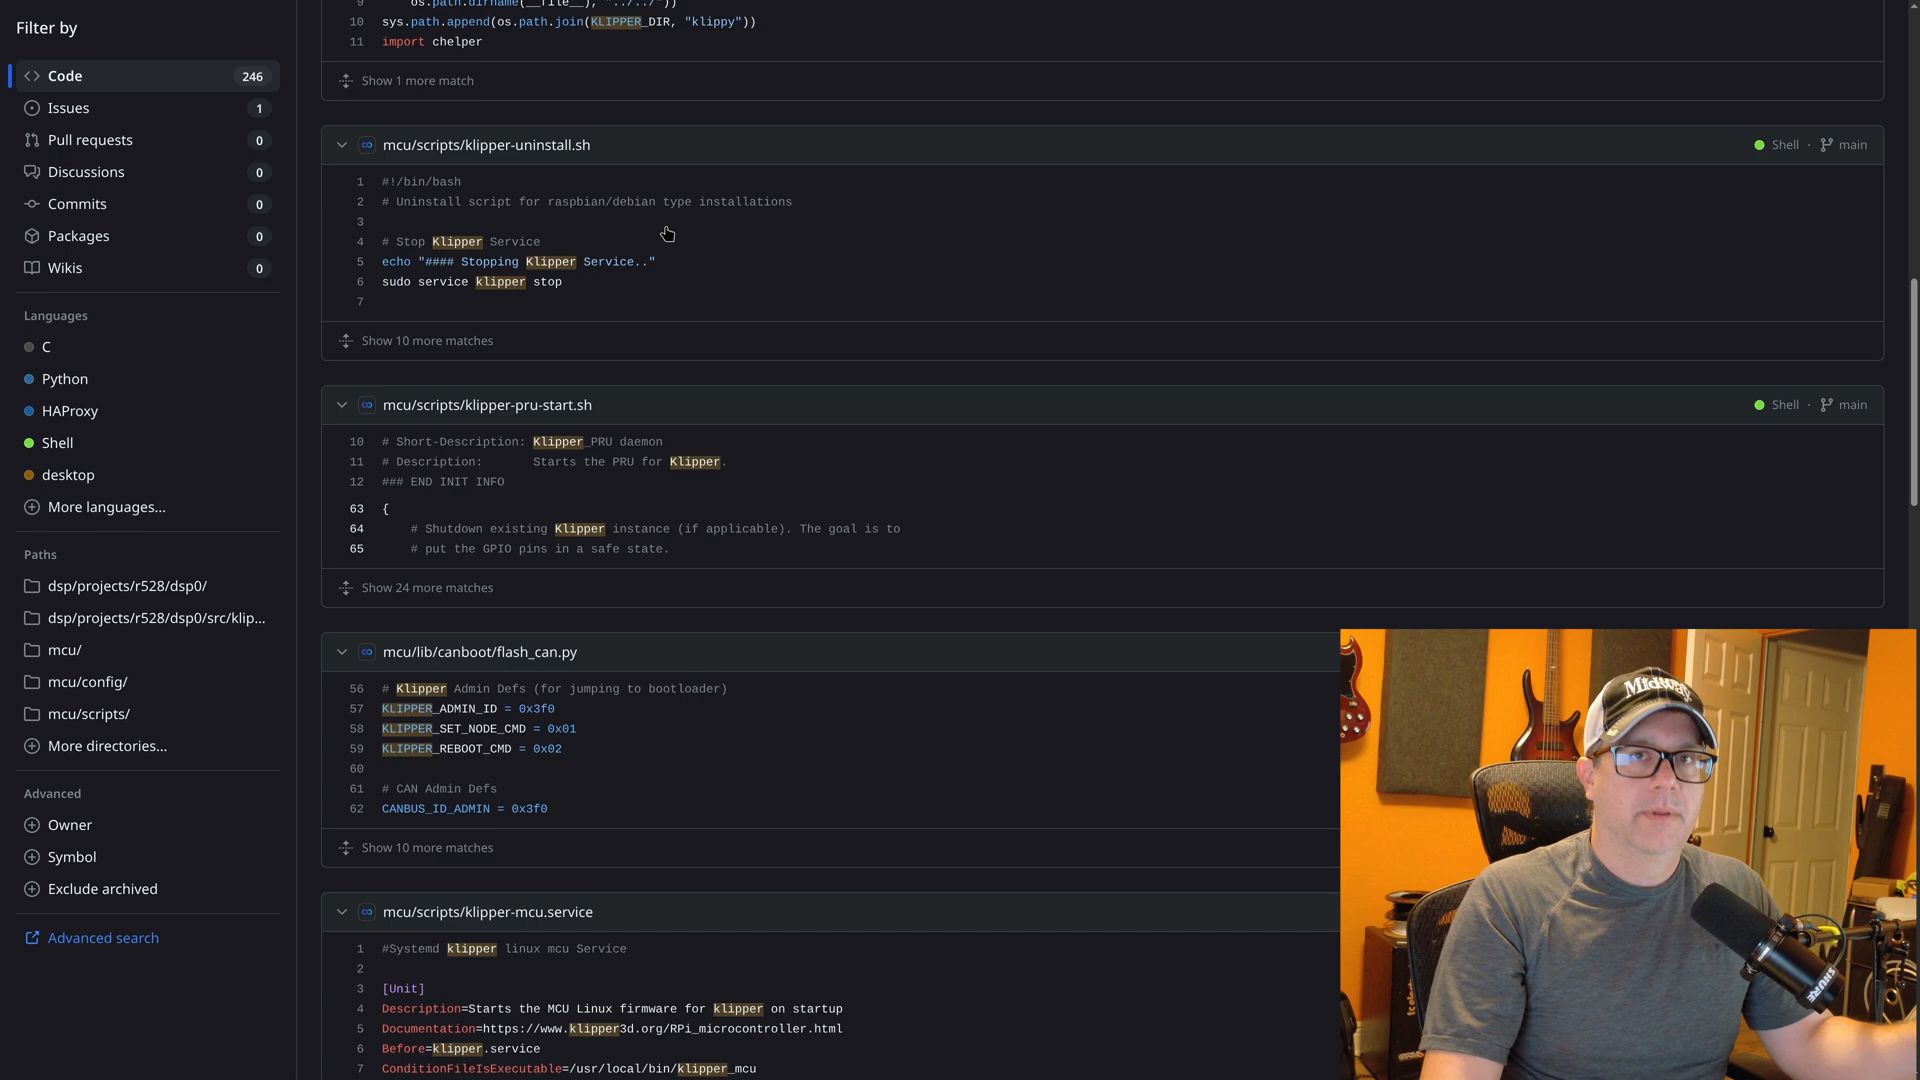 Filter by
Code 246
Issues 1
Pull requests 0
Discussions 0
Commits 0
Packages 0
Wikis 0
Languages
C
Python
HAProxy
Shell
desktop
More languages...
Paths
dsp/projects/r528/dsp0/
dsp/projects/r528/dsp0/src/klip...
mcu/
mcu/config/
mcu/scripts/
More directories...
Advanced
Owner
Symbol
Exclude archived
Advanced search
9 os.path.dirname(__file__), "../../"))
10 sys.path.append(os.path.join(KLIPPER_DIR, "klippy"))
11 import chelper
Show 1 more match
mcu/scripts/klipper-uninstall.sh Shell · main
1 #!/bin/bash
2 # Uninstall script for raspbian/debian type installations
3
4 # Stop Klipper Service
5 echo "#### Stopping Klipper Service.."
6 sudo service klipper stop
7
Show 10 more matches
mcu/scripts/klipper-pru-start.sh Shell · main
10 # Short-Description: Klipper_PRU daemon
11 # Description: Starts the PRU for Klipper.
12 ### END INIT INFO
63 {
64 # Shutdown existing Klipper instance (if applicable). The goal is to
65 # put the GPIO pins in a safe state.
Show 24 more matches
mcu/lib/canboot/flash_can.py
56 # Klipper Admin Defs (for jumping to bootloader)
57 KLIPPER_ADMIN_ID = 0x3f0
58 KLIPPER_SET_NODE_CMD = 0x01
59 KLIPPER_REBOOT_CMD = 0x02
60
61 # CAN Admin Defs
62 CANBUS_ID_ADMIN = 0x3f0
Show 10 more matches
mcu/scripts/klipper-mcu.service
1 #Systemd klipper linux mcu Service
2
3 [Unit]
4 Description=Starts the MCU Linux firmware for klipper on startup
5 Documentation=https://www.klipper3d.org/RPi_microcontroller.html
6 Before=klipper.service
7 ConditionFileIsExecutable=/usr/local/bin/klipper_mcu
Midway
SHURE